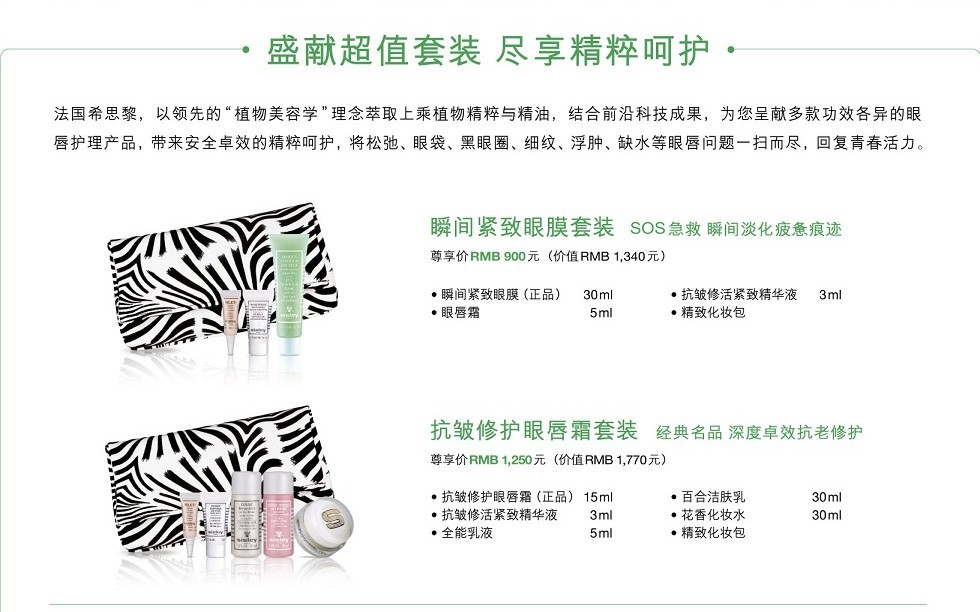 盛献超值套装 尽享精粹呵护
法国希思黎，以领先的“植物美容学”理念萃取上乘植物精粹与精油，结合前沿科技成果，为您呈献多款功效各异的眼
唇护理产品，带来安全卓效的精粹呵护，将松弛、眼袋、黑眼圈、细纹、浮肿、缺水等眼唇问题一扫而尽，回复青春活力。
瞬间紧致眼膜套装 SOS急救 瞬间淡化疲惫痕迹
尊享价RMB 900元（价值RMB 1,340元）
• 瞬间紧致眼膜（正品） 30ml • 抗皱修活紧致精华液 3ml
• 眼唇霜 5ml • 精致化妆包
抗皱修护眼唇霜套装 经典名品 深度卓效抗老修护
尊享价RMB 1,250元（价值RMB 1,770元）
• 抗皱修护眼唇霜（正品） 15ml • 百合洁肤乳 30ml
• 抗皱修活紧致精华液 3ml • 花香化妆水 30ml
• 全能乳液 5ml • 精致化妆包